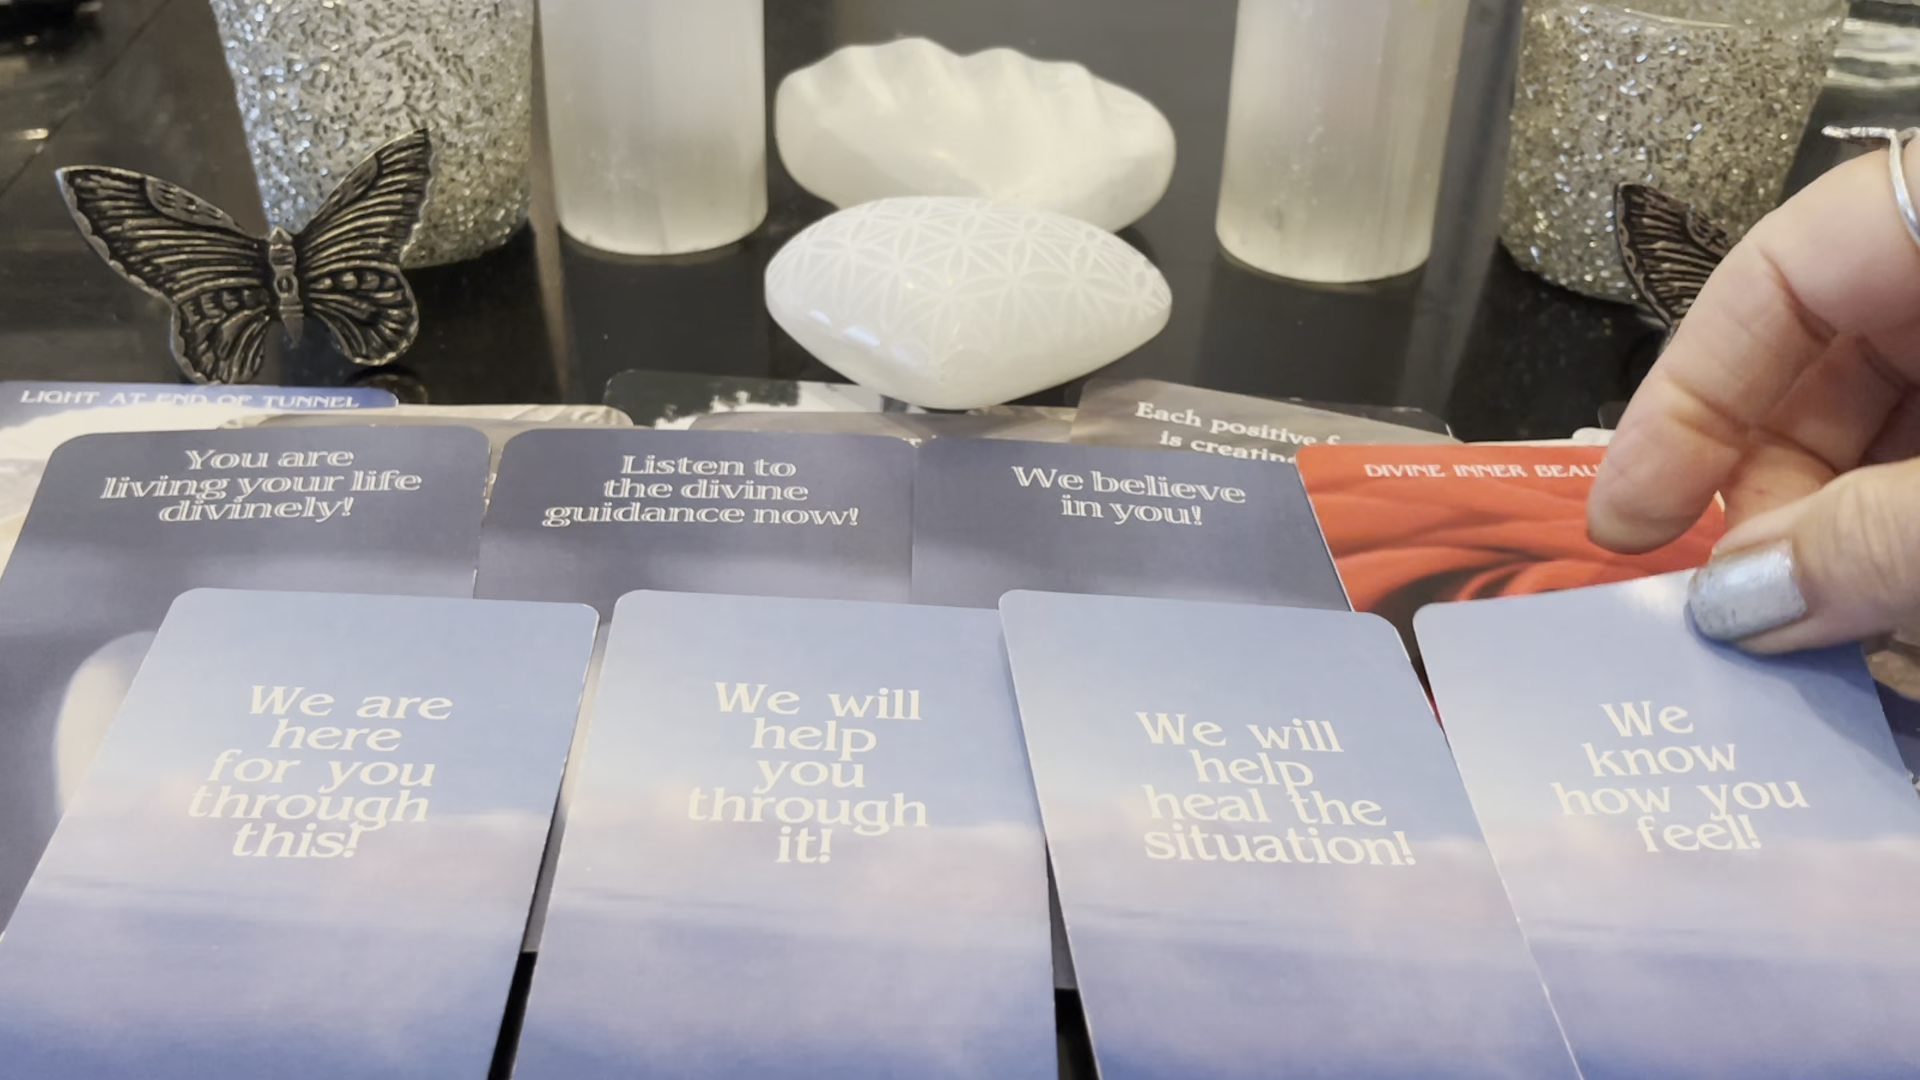 LIGHT AT END OF TUNNEL
Each positive
is creating
You are
living your life
divinely!
Listen to
the divine
guidance now!
We believe
in you!
DIVINE INNER
We are
here
for you
through
this!
We will
help
you
through
it!
We will
help
heal the
situation!
We
know
how you
feel!